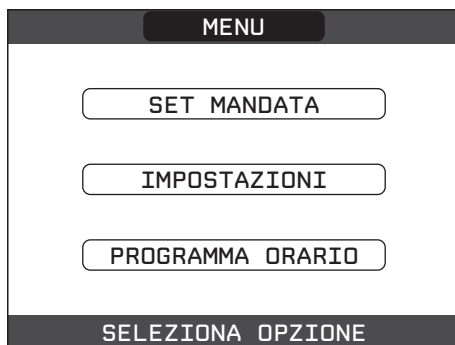 MENU
SET MANDATA
IMPOSTAZIONI
PROGRAMMA ORARIO
SELEZIONA OPZIONE